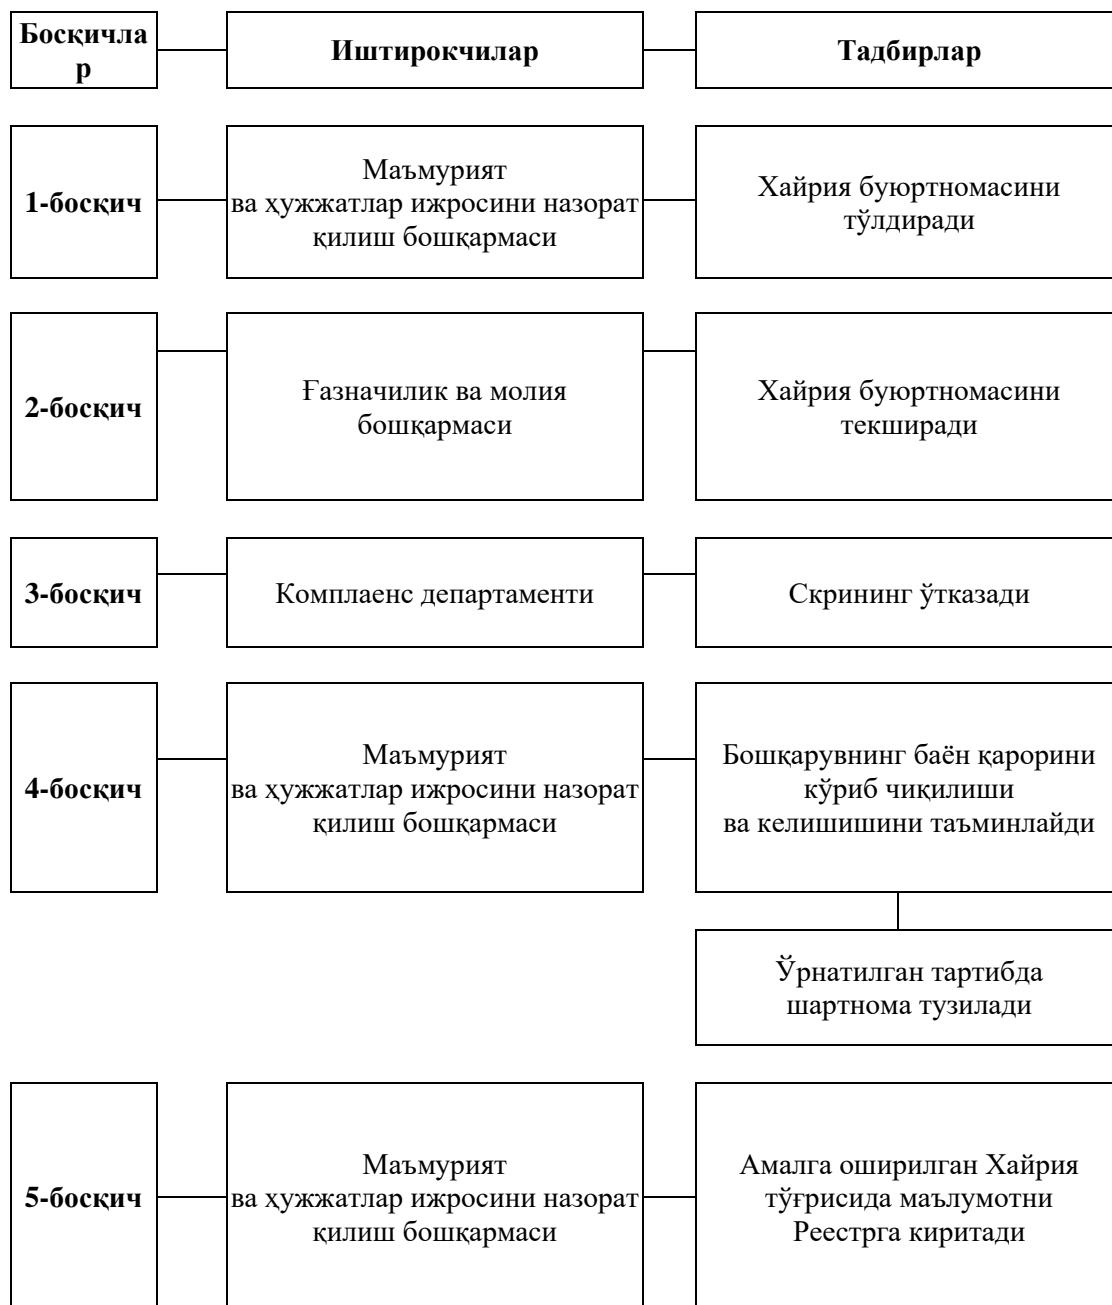 Босқичла
р
Иштирокчилар
Тадбирлар
1-босқич
Маъмурият
ва ҳужжатлар ижросини назорат
қилиш бошқармаси
Хайрия буюртмасини
тўлдиради
2-босқич
Ғазначилик ва молия
бошқармаси
Хайрия буюртмасини
текширади
3-босқич
Комплаенс департаменти
Скрининг ўтказади
4-босқич
Маъмурият
ва ҳужжатлар ижросини назорат
қилиш бошқармаси
Бошқарувнинг баён қарорини
кўриб чиқилиши
ва келишишини таъминлайди
Ўрнатилган тартибда
шартнома тузилади
5-босқич
Маъмурият
ва ҳужжатлар ижросини назорат
қилиш бошқармаси
Амалга оширилган Хайрия
тўғрисида маълумотни
Реестрга киритади